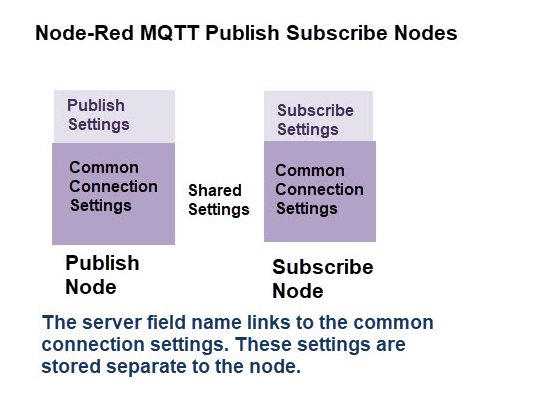 Node-Red MQTT Publish Subscribe Nodes
Publish
Settings
Common
Connection
Settings
Shared
Settings
Subscribe
Settings
Common
Connection
Settings
Publish
Node
Subscribe
Node
The server field name links to the common
connection settings. These settings are
stored separate to the node.